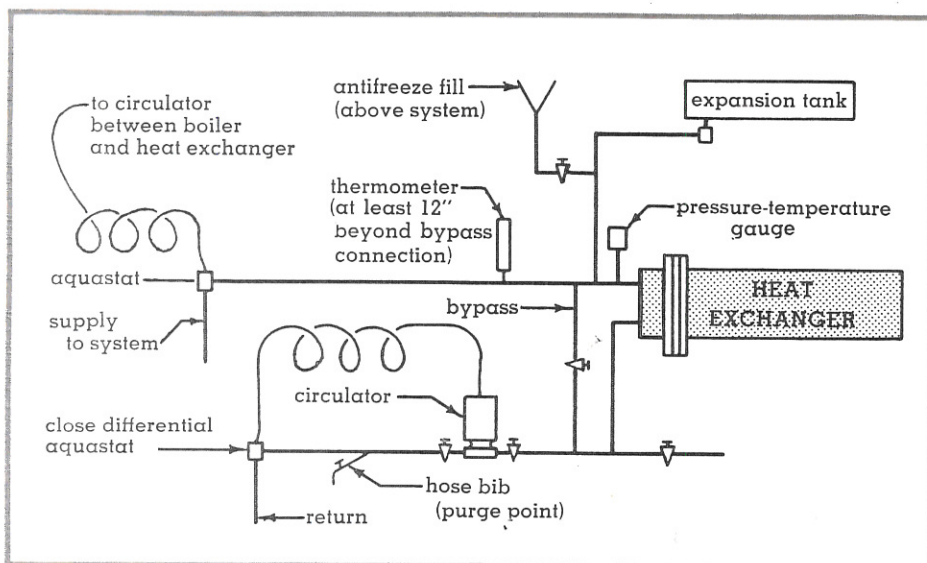 to circulator
between boiler
and heat exchanger
antifreeze fill
(above system)
expansion tank
thermometer
(at least 12"
beyond bypass
connection)
pressure-temperature
gauge
aquastat
supply
to system
bypass
HEAT
EXCHANGER
circulator
close differential
aquastat
hose bib
(purge point)
return